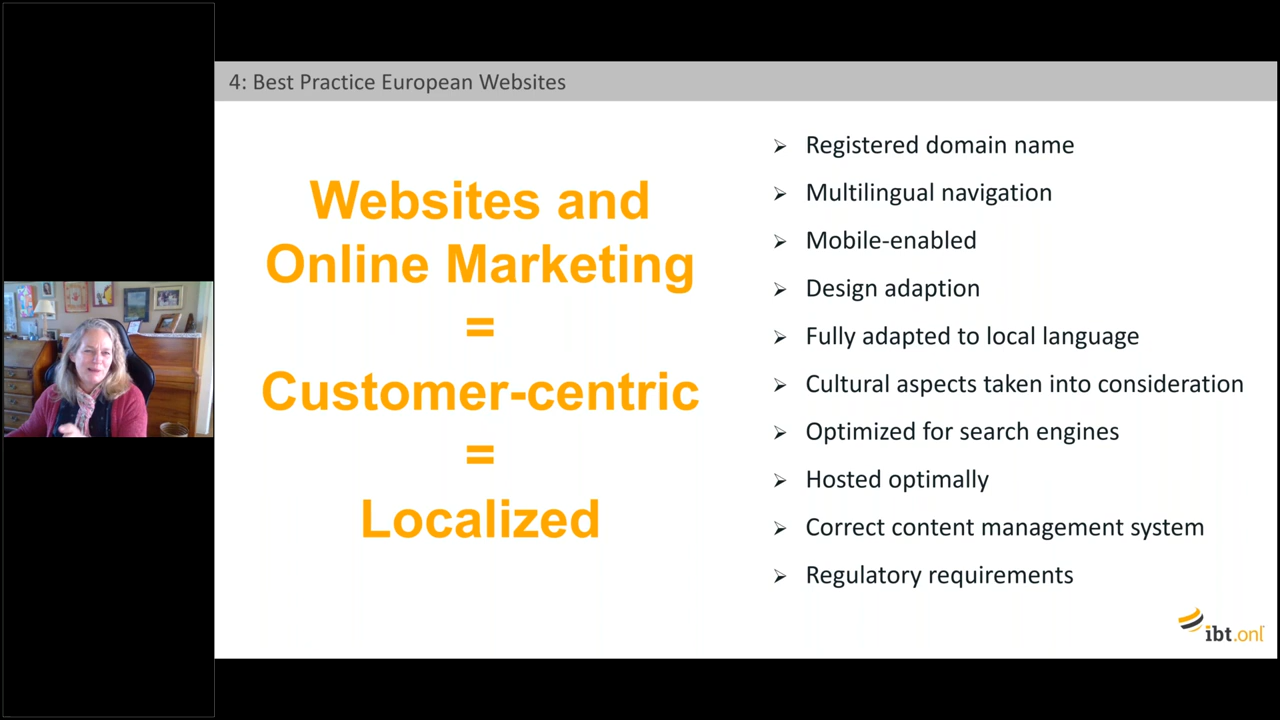 4: Best Practice European Websites
Websites and
Online Marketing
=
Customer-centric
=
Localized
Registered domain name
Multilingual navigation
Mobile-enabled
Design adaption
Fully adapted to local language
Cultural aspects taken into consideration
Optimized for search engines
Hosted optimally
Correct content management system
Regulatory requirements
ibt.onl